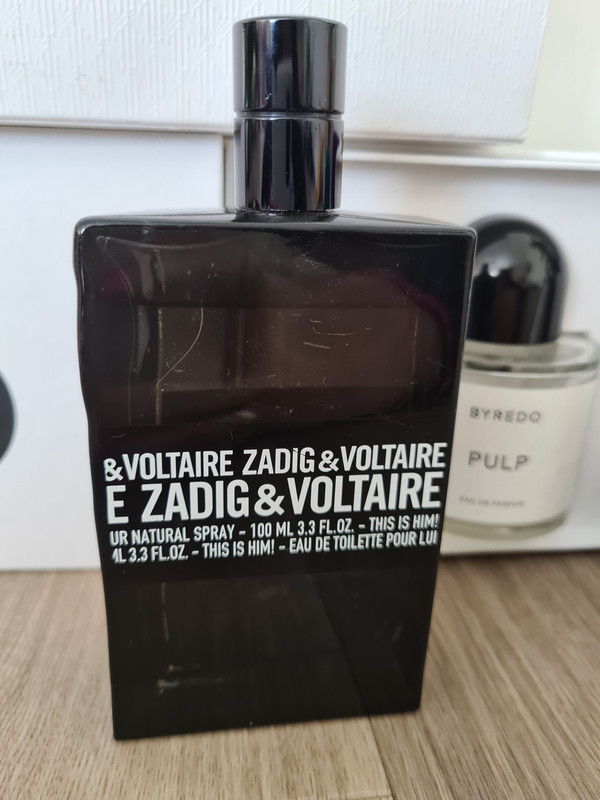 &VOLTAIRE ZADIG&VOLTAIRE
E ZADIG&VOLTAIRE
UR NATURAL SPRAY – 100 ML 3.3 FL.OZ. – THIS IS HIM!
1L 3.3 FL.OZ. – THIS IS HIM! – EAU DE TOILETTE POUR LUI
BYREDO
PULP
EAU DE PARFUM